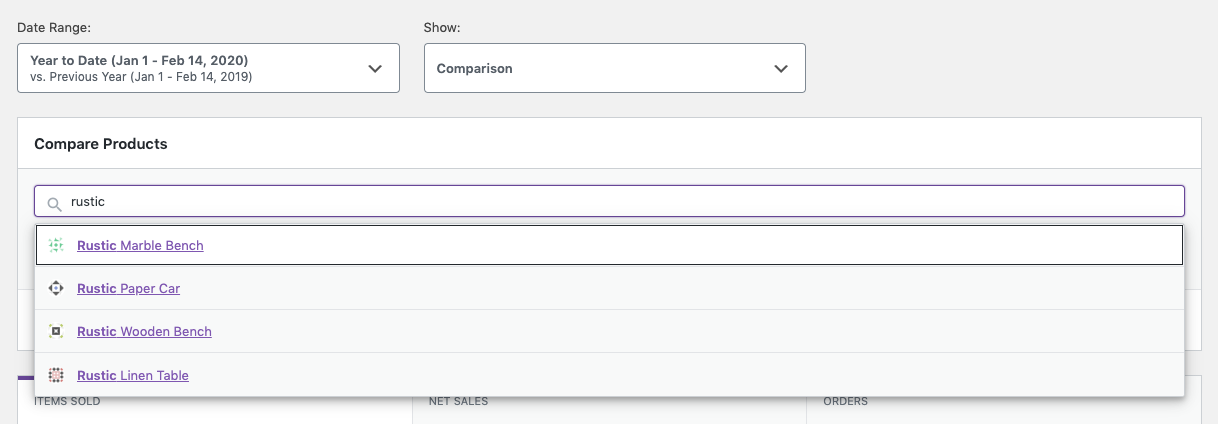 Date Range:
Show:
Year to Date (Jan 1 - Feb 14, 2020)
vs. Previous Year (Jan 1 - Feb 14, 2019)
Comparison
Compare Products
rustic
Rustic Marble Bench
Rustic Paper Car
Rustic Wooden Bench
Rustic Linen Table
ITEMS SOLD
NET SALES
ORDERS